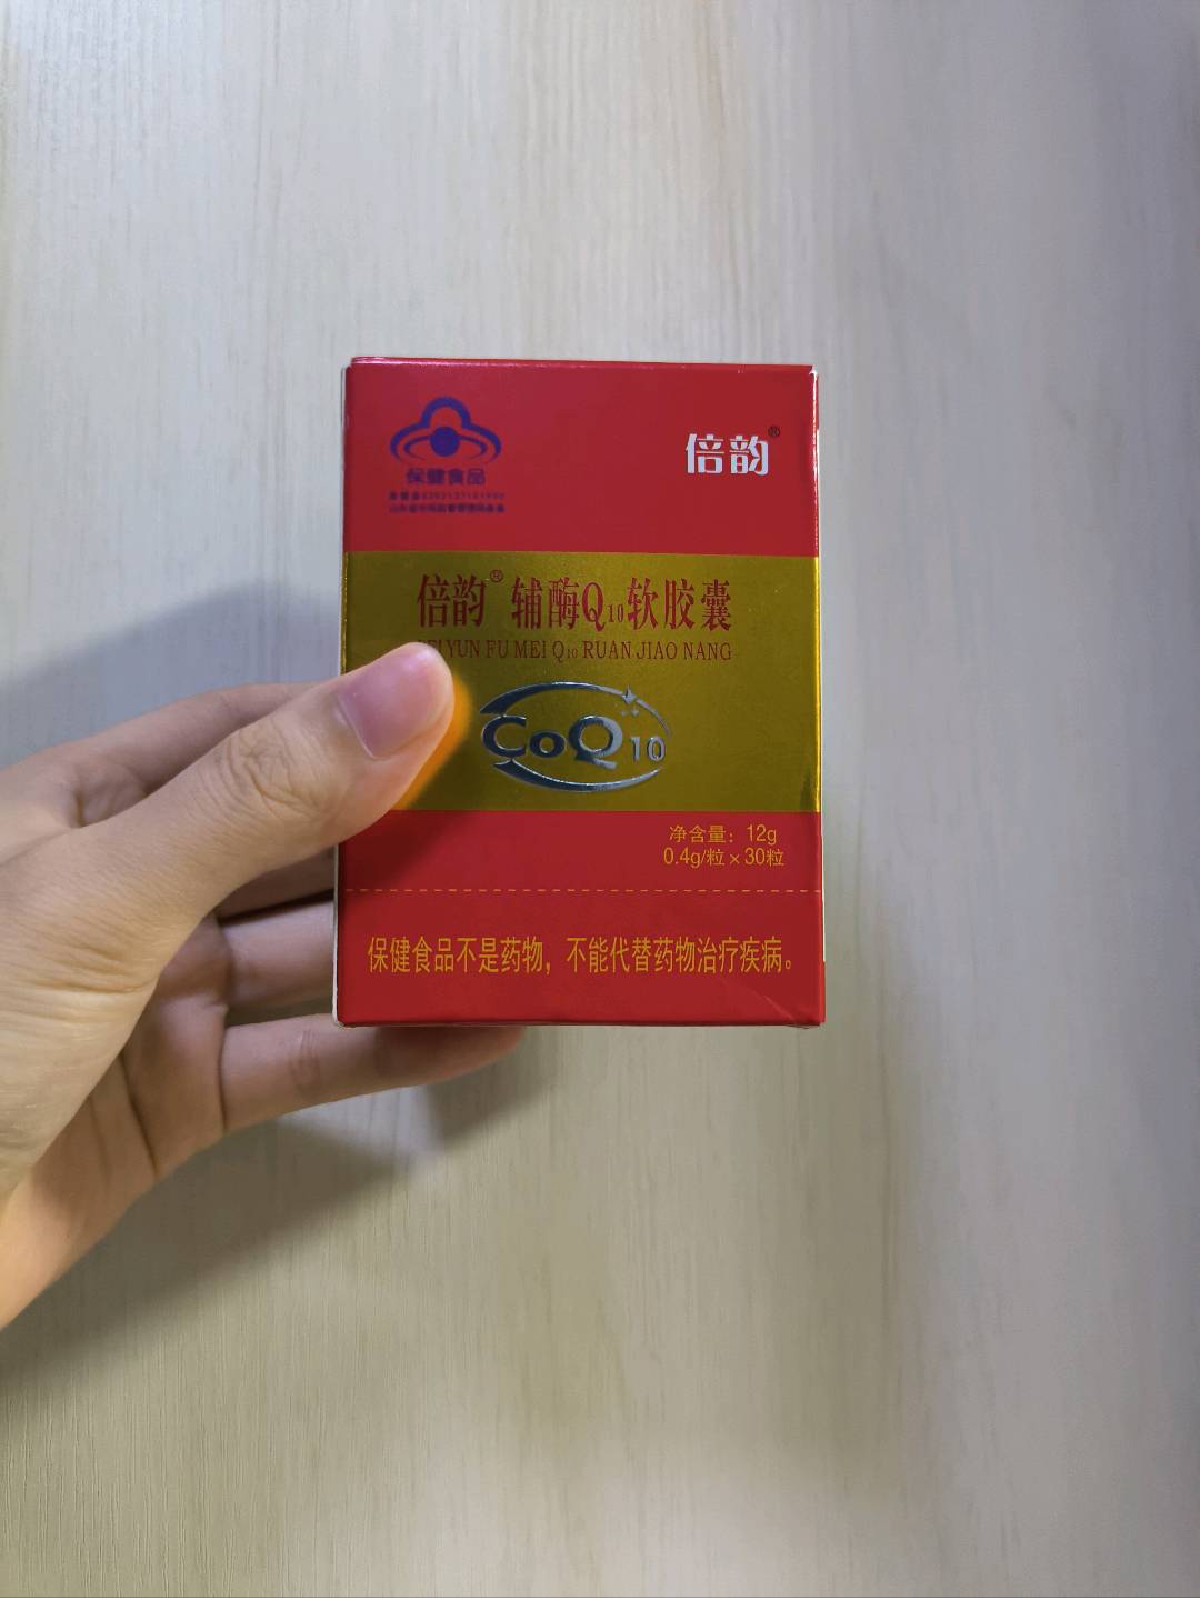 保健食品
倍韵®
倍韵® 辅酶Q10软胶囊
YUN FU MEI Q10 RUAN JIAO NANG
CoQ10
净含量：12g
0.4g/粒×30粒
保健食品不是药物，不能代替药物治疗疾病。